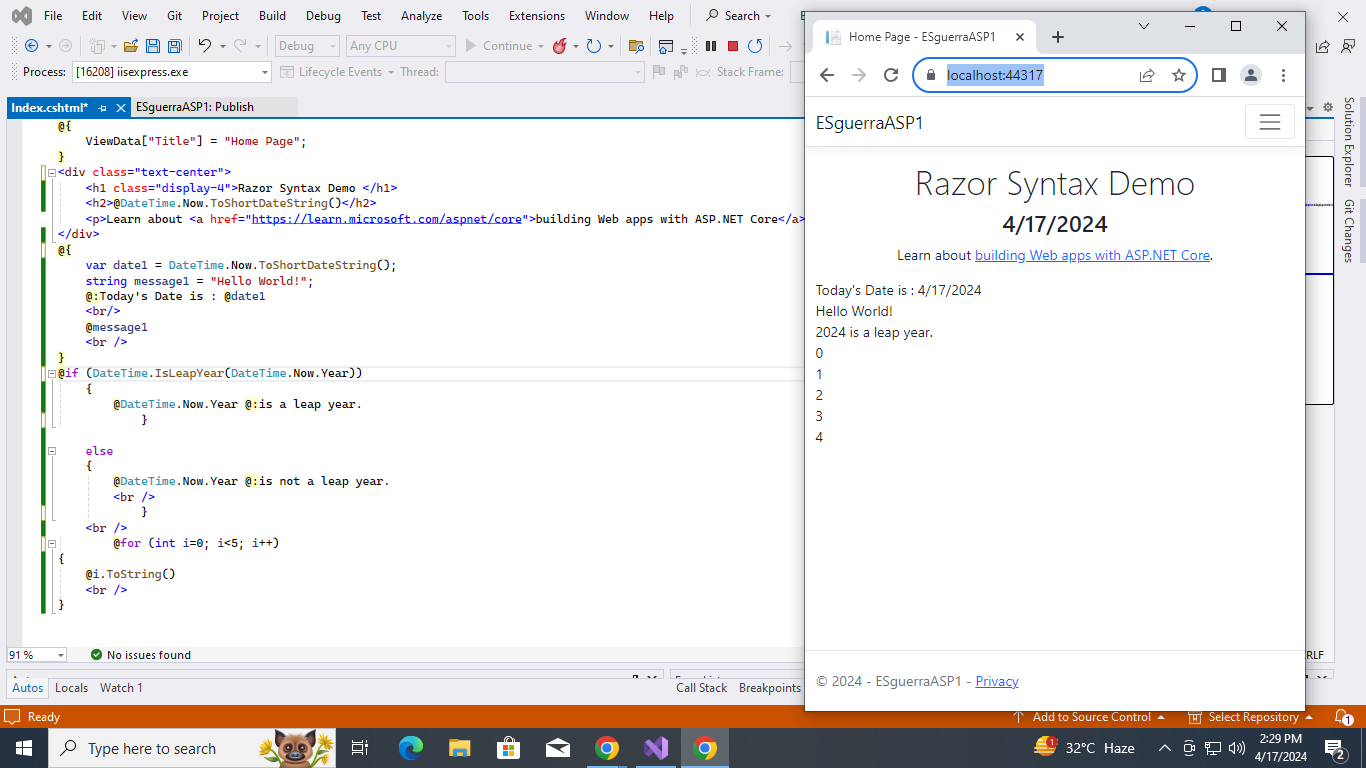 File Edit View Git Project Build Debug Test Analyze Tools Extensions Window Help Search
Debug Any CPU Continue
Process: [16208] iisexpress.exe Lifecycle Events Thread: Stack Frame:
Index.cshtml* ESguerraASP1: Publish
@{
ViewData["Title"] = "Home Page";
}
<div class="text-center">
<h1 class="display-4">Razor Syntax Demo </h1>
<h2>@DateTime.Now.ToShortDateString()</h2>
<p>Learn about <a href="https://learn.microsoft.com/aspnet/core">building Web apps with ASP.NET Core</a>
</div>
@{
var date1 = DateTime.Now.ToShortDateString();
string message1 = "Hello World!";
@:Today's Date is : @date1
<br/>
@message1
<br />
}
@if (DateTime.IsLeapYear(DateTime.Now.Year))
{
@DateTime.Now.Year @:is a leap year.
}
else
{
@DateTime.Now.Year @:is not a leap year.
<br />
}
<br />
@for (int i=0; i<5; i++)
{
@i.ToString()
<br />
}
91 % No issues found
RLF
Autos Locals Watch 1
Call Stack Breakpoints
Ready
Add to Source Control Select Repository 1
Solution Explorer
Git Changes
Home Page - ESguerraASP1
localhost:44317
ESguerraASP1
Razor Syntax Demo
4/17/2024
Learn about building Web apps with ASP.NET Core.
Today's Date is : 4/17/2024
Hello World!
2024 is a leap year.
0
1
2
3
4
© 2024 - ESguerraASP1 - Privacy
Type here to search
1 32°C Haze
2:29 PM
4/17/2024
2